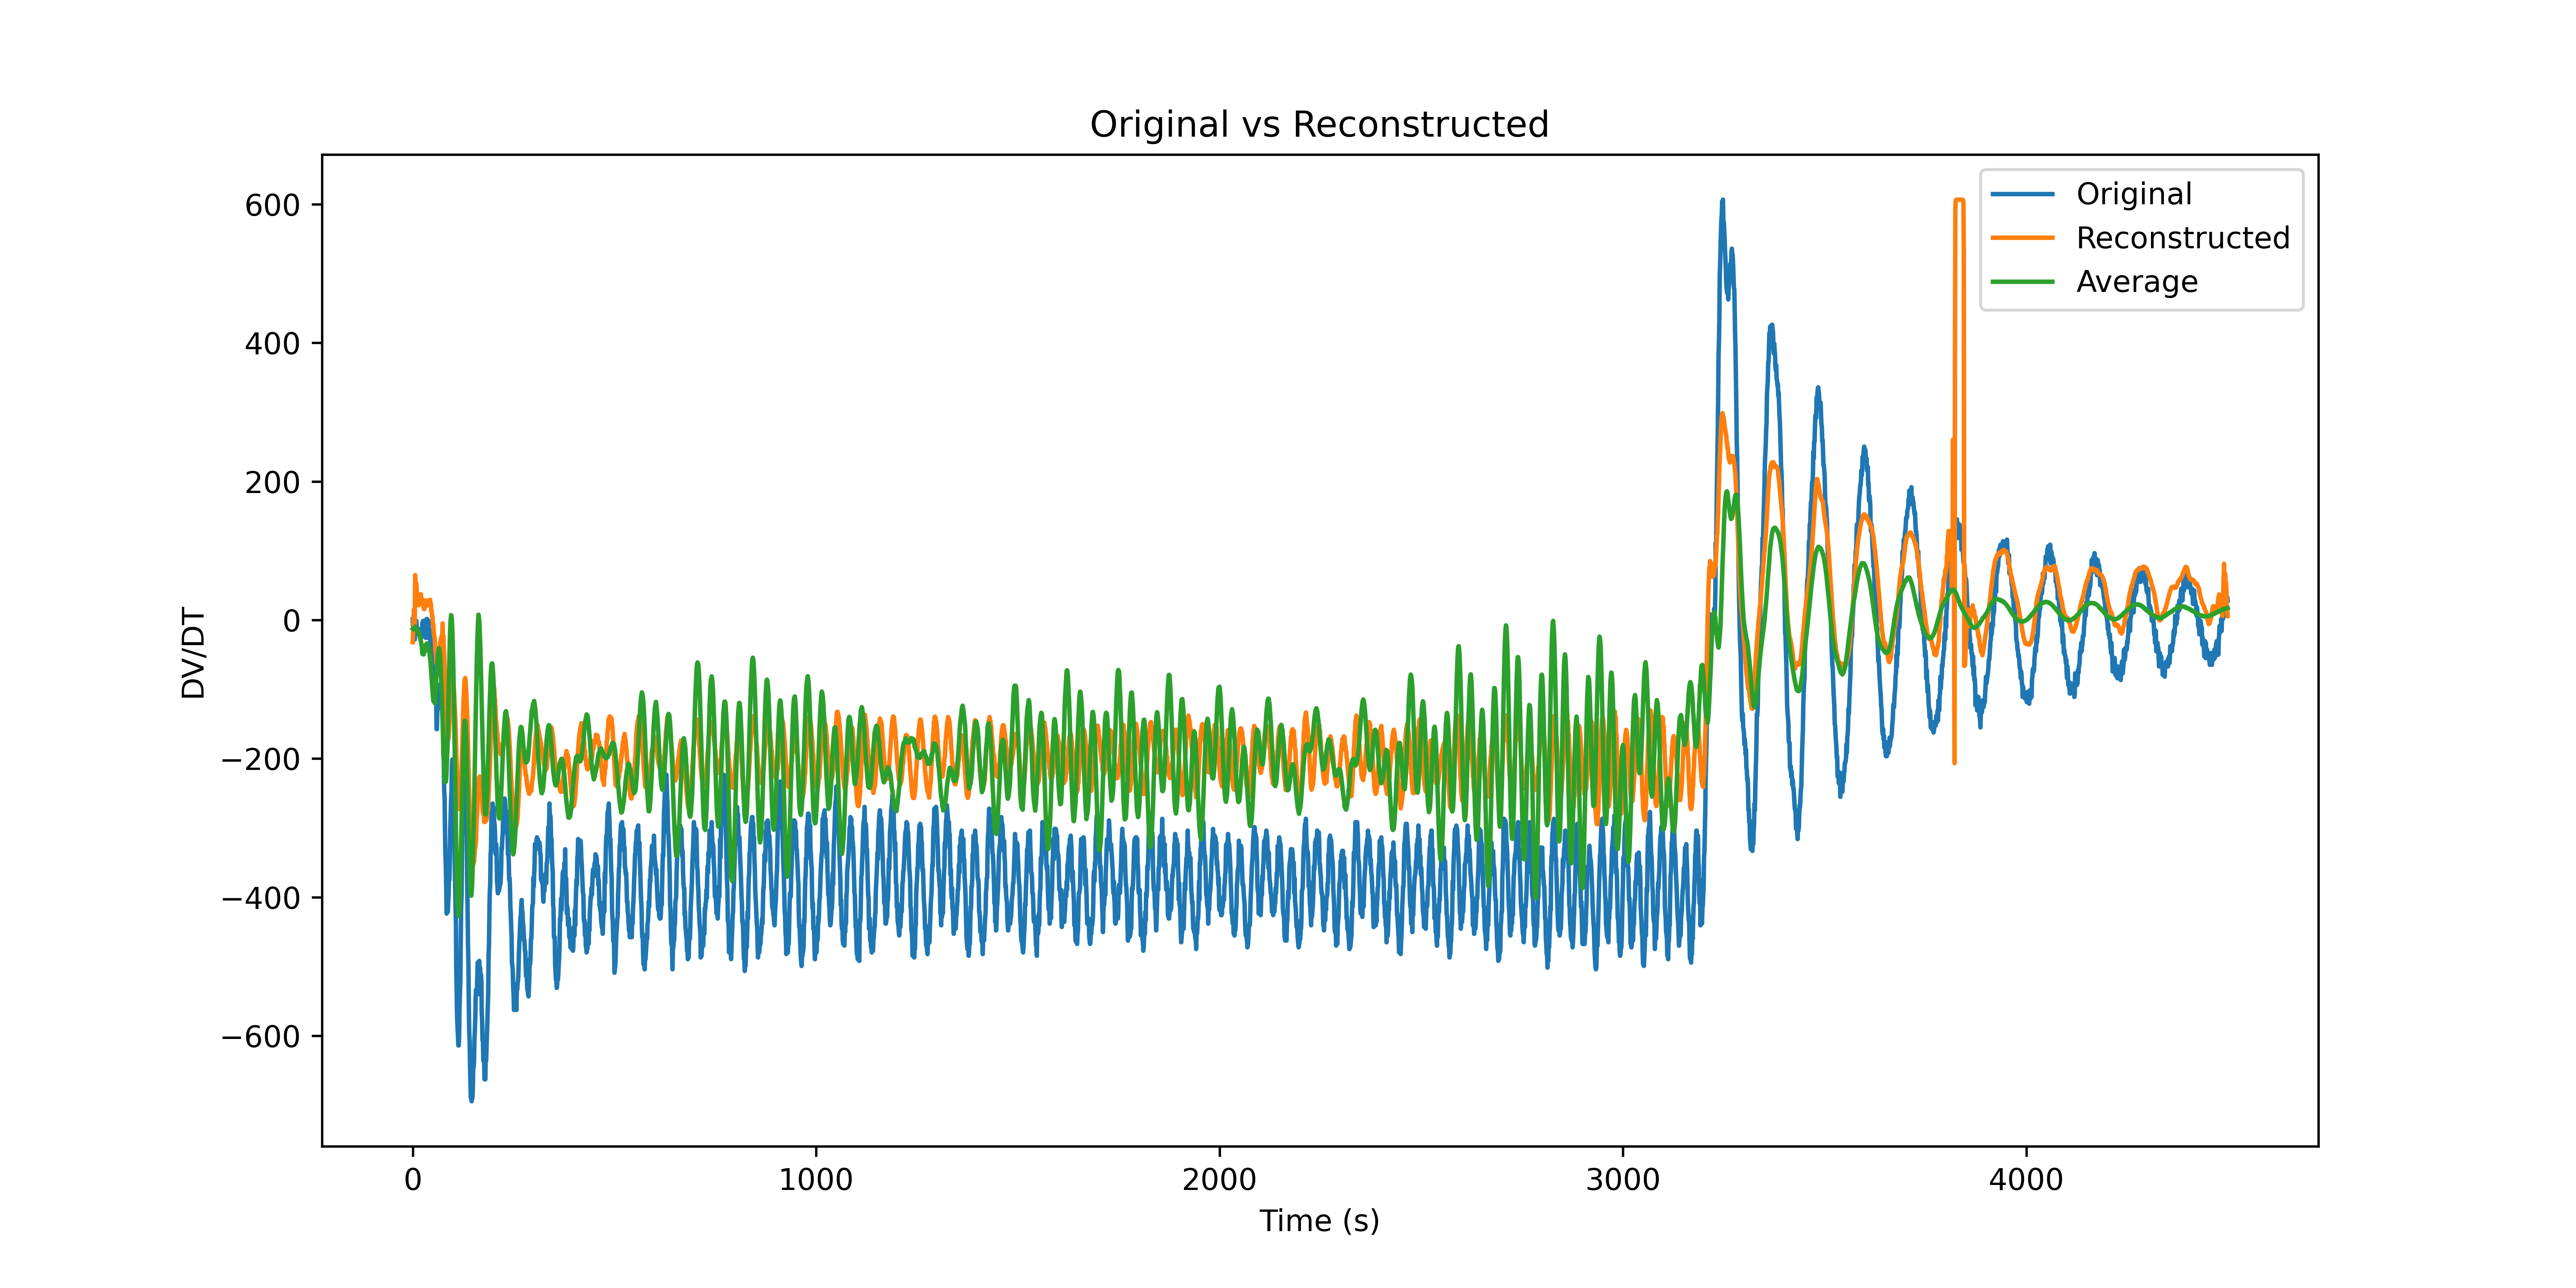 Original vs Reconstructed
Original
Reconstructed
Average
DV/DT
600
400
200
0
−200
−400
−600
0 1000 2000 3000 4000
Time (s)